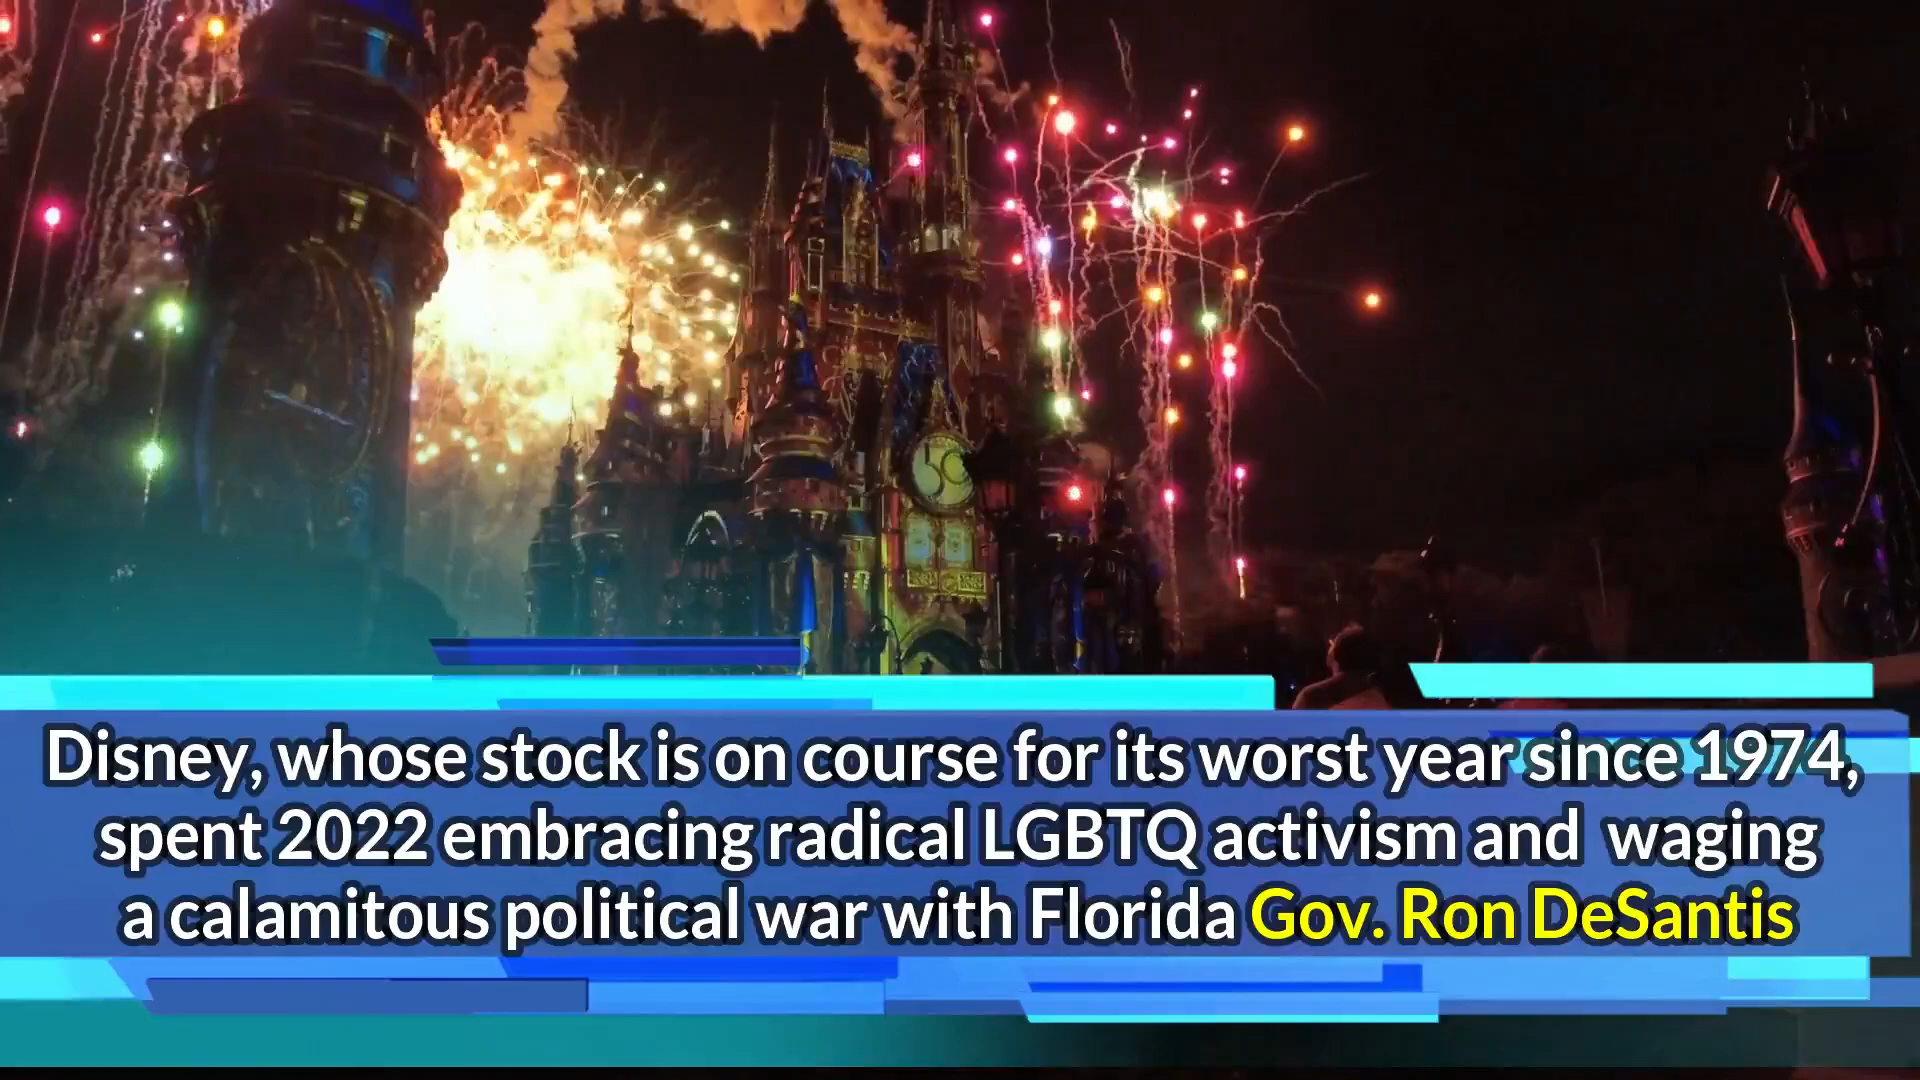 50
Disney, whose stock is on course for its worst year since 1974,
spent 2022 embracing radical LGBTQ activism and  waging
a calamitous political war with Florida Gov. Ron DeSantis